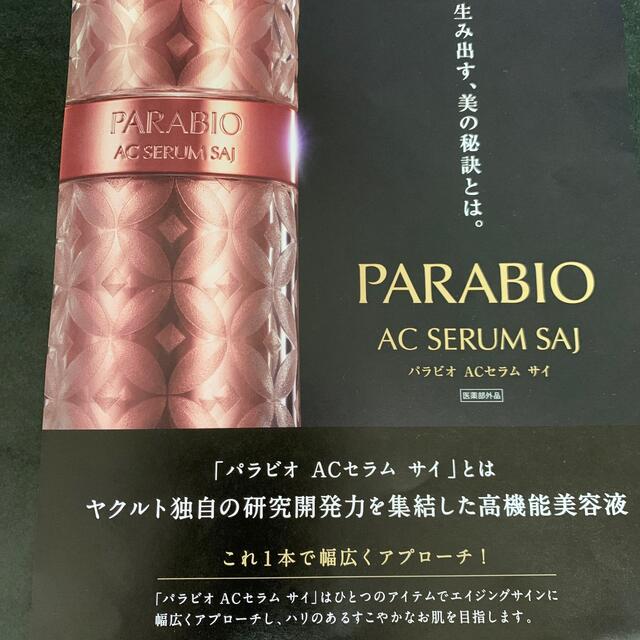 生み出す、美の秘訣とは。
PARABIO
AC SERUM SAJ
PARABIO
AC SERUM SAJ
パラビオ ACセラム サイ
医薬部外品
「パラビオ ACセラム サイ」とは
ヤクルト独自の研究開発力を集結した高機能美容液
これ1本で幅広くアプローチ！
「パラビオ ACセラム サイ」はひとつのアイテムでエイジングサインに
幅広くアプローチし、ハリのあるすこやかなお肌を目指します。